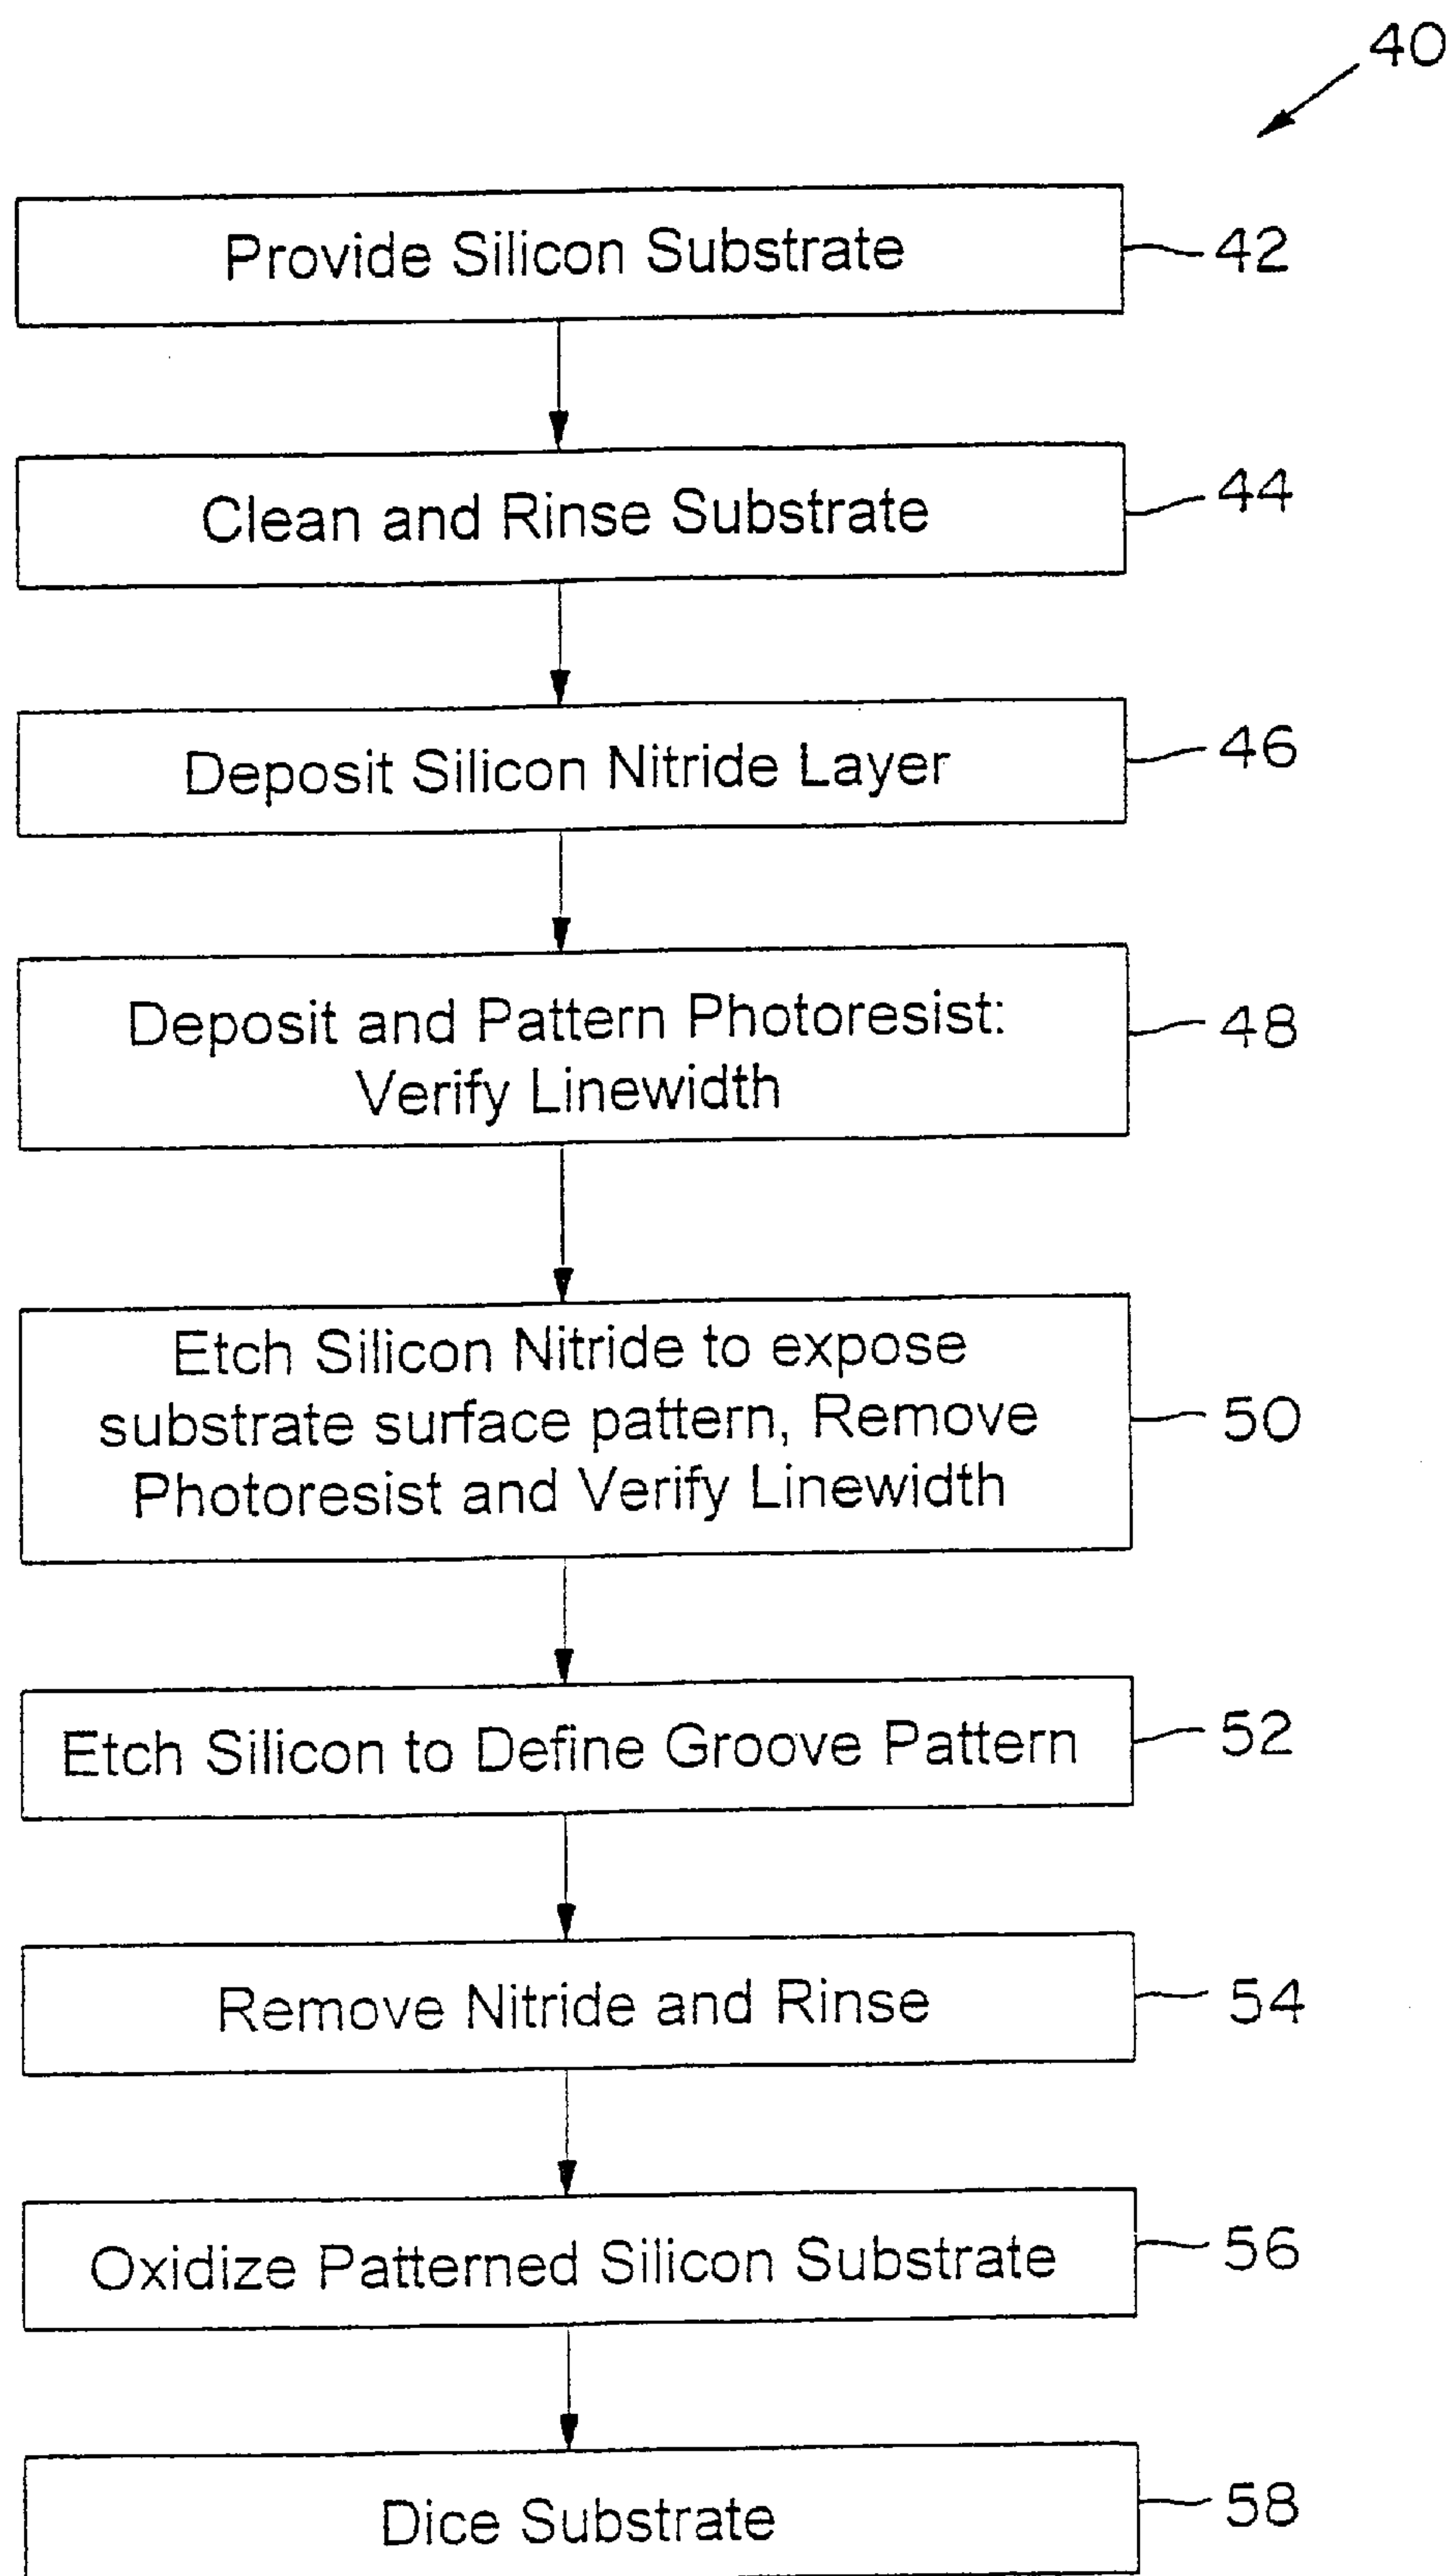 40
Provide Silicon Substrate
42
Clean and Rinse Substrate
44
Deposit Silicon Nitride Layer
46
Deposit and Pattern Photoresist:
Verify Linewidth
48
Etch Silicon Nitride to expose
substrate surface pattern, Remove
Photoresist and Verify Linewidth
50
Etch Silicon to Define Groove Pattern
52
Remove Nitride and Rinse
54
Oxidize Patterned Silicon Substrate
56
Dice Substrate
58